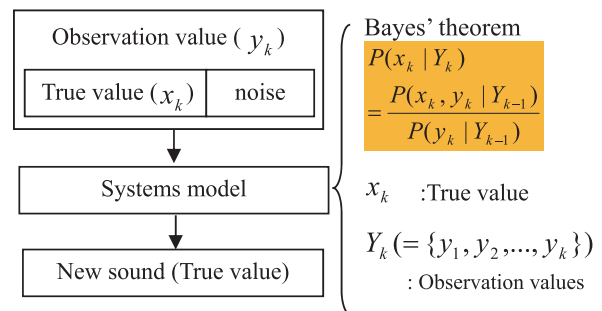 Observation value ( y_k )
True value ( x_k ) noise
Systems model
New sound (True value)
Bayes' theorem
P(x_k | Y_k)
= P(x_k, y_k | Y_{k-1}) / P(y_k | Y_{k-1})
x_k :True value
Y_k (= {y_1, y_2,..., y_k})
: Observation values